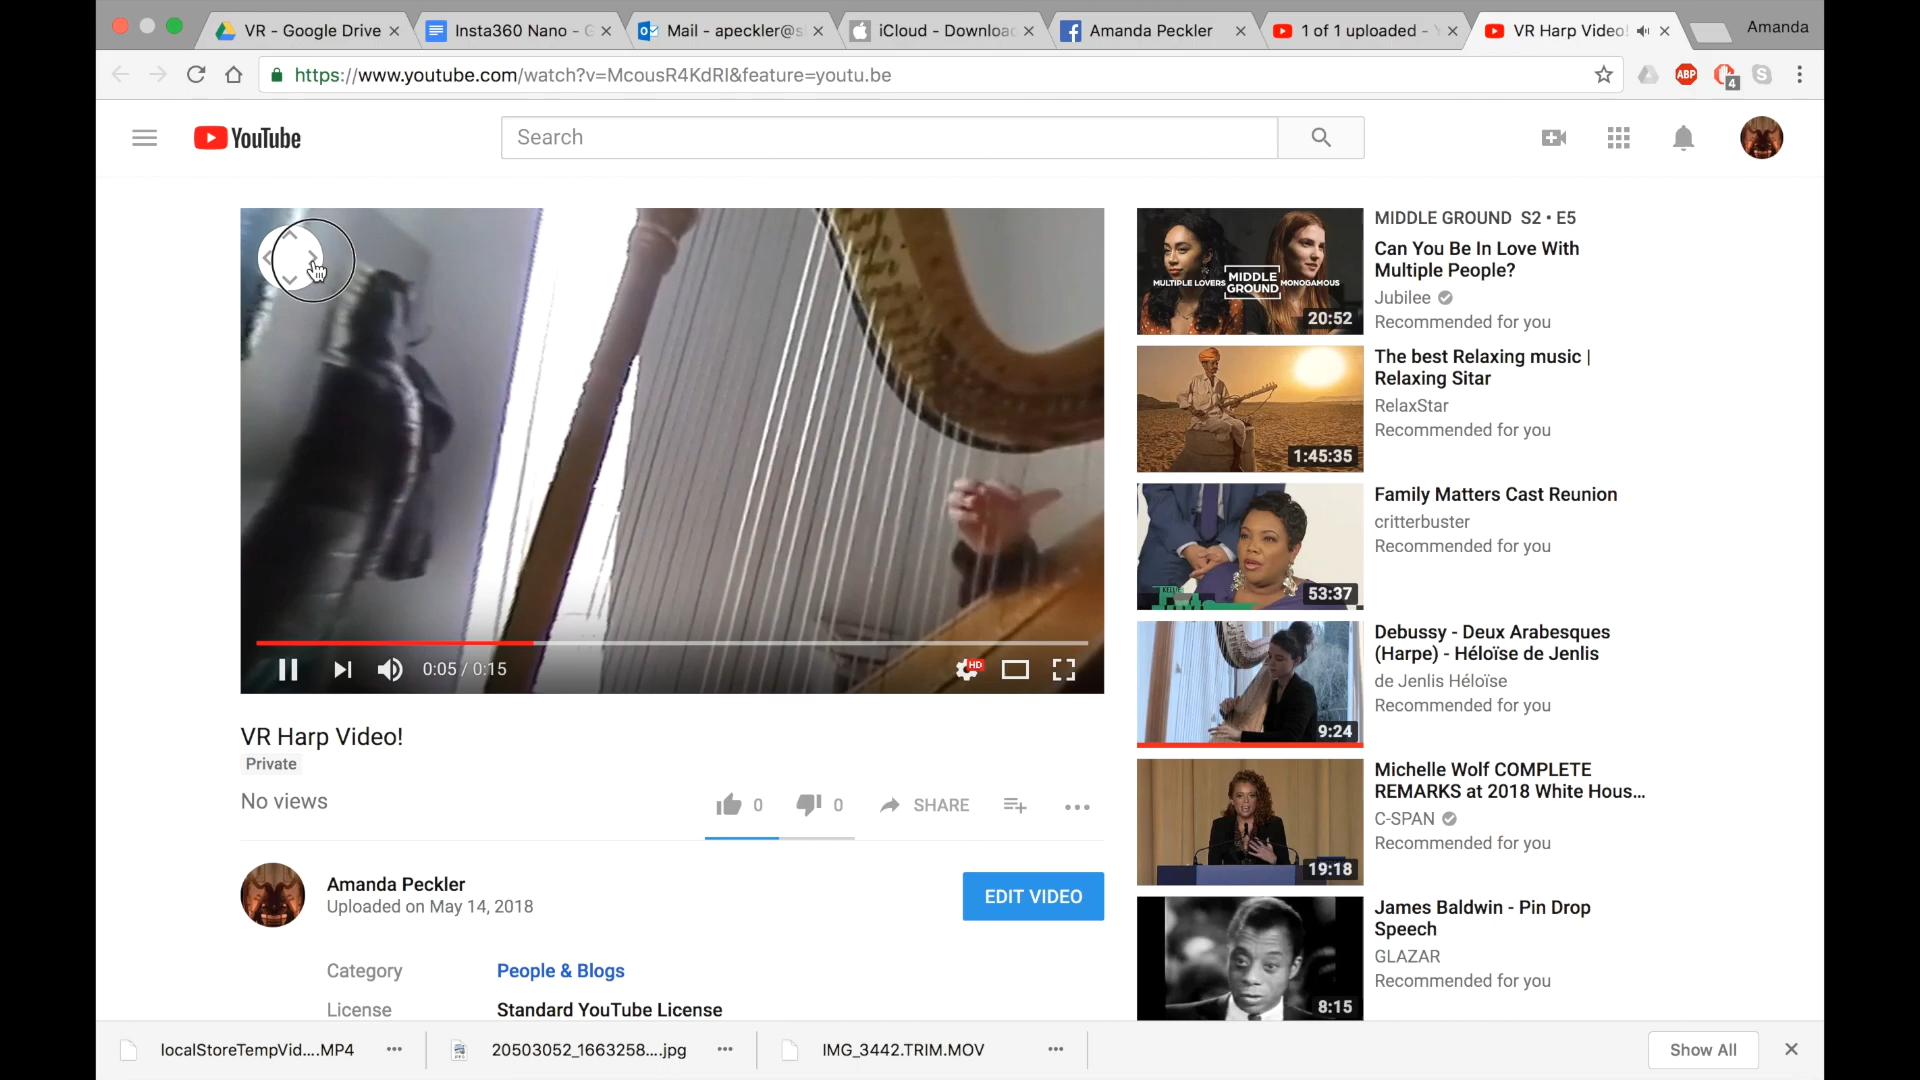 VR - Google Drive
Insta360 Nano - G
Mail - apeckler@s
iCloud - Download
Amanda Peckler
1 of 1 uploaded - Y
VR Harp Video!
Amanda
https://www.youtube.com/watch?v=McousR4KdRI&feature=youtu.be
ABP
4
YouTube
Search
MULTIPLE LOVERS
MIDDLE GROUND
MONOGAMOUS
20:52
MIDDLE GROUND S2 • E5
Can You Be In Love With
Multiple People?
Jubilee
Recommended for you
1:45:35
The best Relaxing music |
Relaxing Sitar
RelaxStar
Recommended for you
53:37
Family Matters Cast Reunion
critterbuster
Recommended for you
9:24
Debussy - Deux Arabesques
(Harpe) - Héloïse de Jenlis
de Jenlis Héloïse
Recommended for you
19:18
Michelle Wolf COMPLETE
REMARKS at 2018 White Hous...
C-SPAN
Recommended for you
8:15
James Baldwin - Pin Drop
Speech
GLAZAR
Recommended for you
0:05 / 0:15
HD
VR Harp Video!
Private
No views
0
0
SHARE
Amanda Peckler
Uploaded on May 14, 2018
EDIT VIDEO
Category
People & Blogs
License
Standard YouTube License
localStoreTempVid....MP4
20503052_1663258....jpg
IMG_3442.TRIM.MOV
Show All